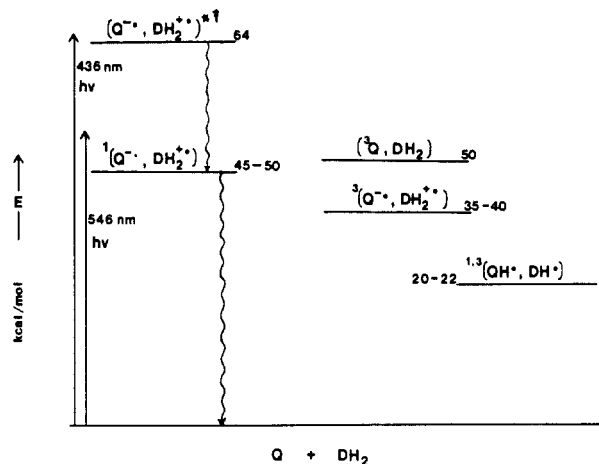 (Q⁻•, DH₂⁺•)*†
64
436 nm
hν
¹(Q⁻•, DH₂⁺•)
45–50
546 nm
hν
(³Q, DH₂)
50
³(Q⁻•, DH₂⁺•)
35–40
20–22
¹,³(QH•, DH•)
kcal/mol
E
Q + DH₂